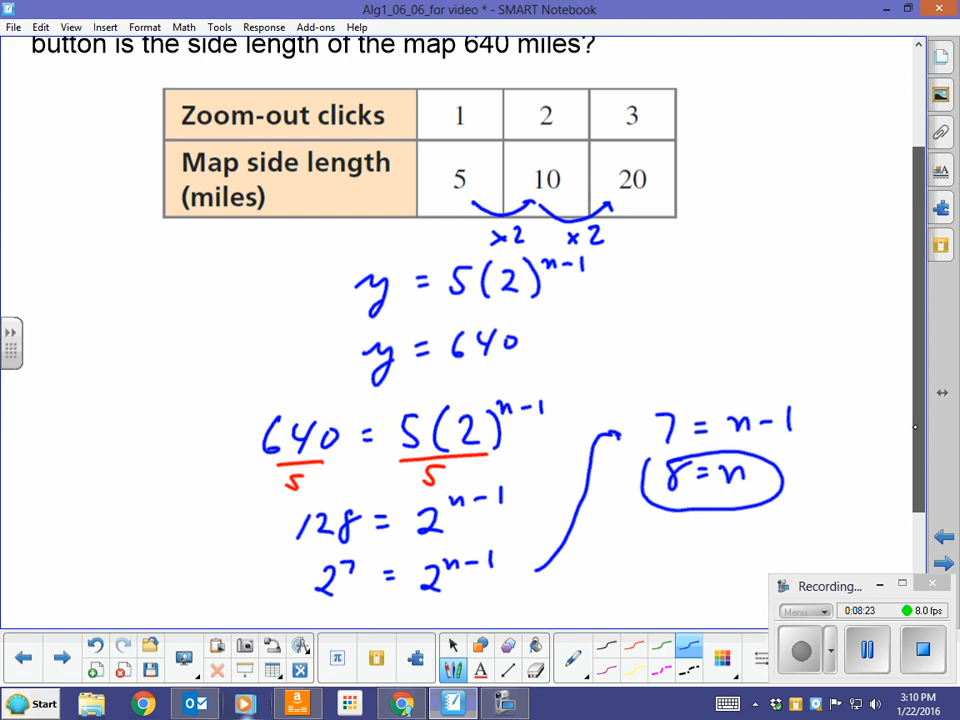 Alg1_06_06_for video * - SMART Notebook
File Edit View Insert Format Math Tools Response Add-ons Help
button is the side length of the map 640 miles?
Zoom-out clicks 1 2 3
Map side length (miles) 5 10 20
×2 ×2
y = 5(2)^n-1
y = 640
640 = 5(2)^n-1
5 5
128 = 2^n-1
2^7 = 2^n-1
7 = n-1
8 = n
Recording...
Menu 0:08:23 8.0 fps
Start
3:10 PM
1/22/2016